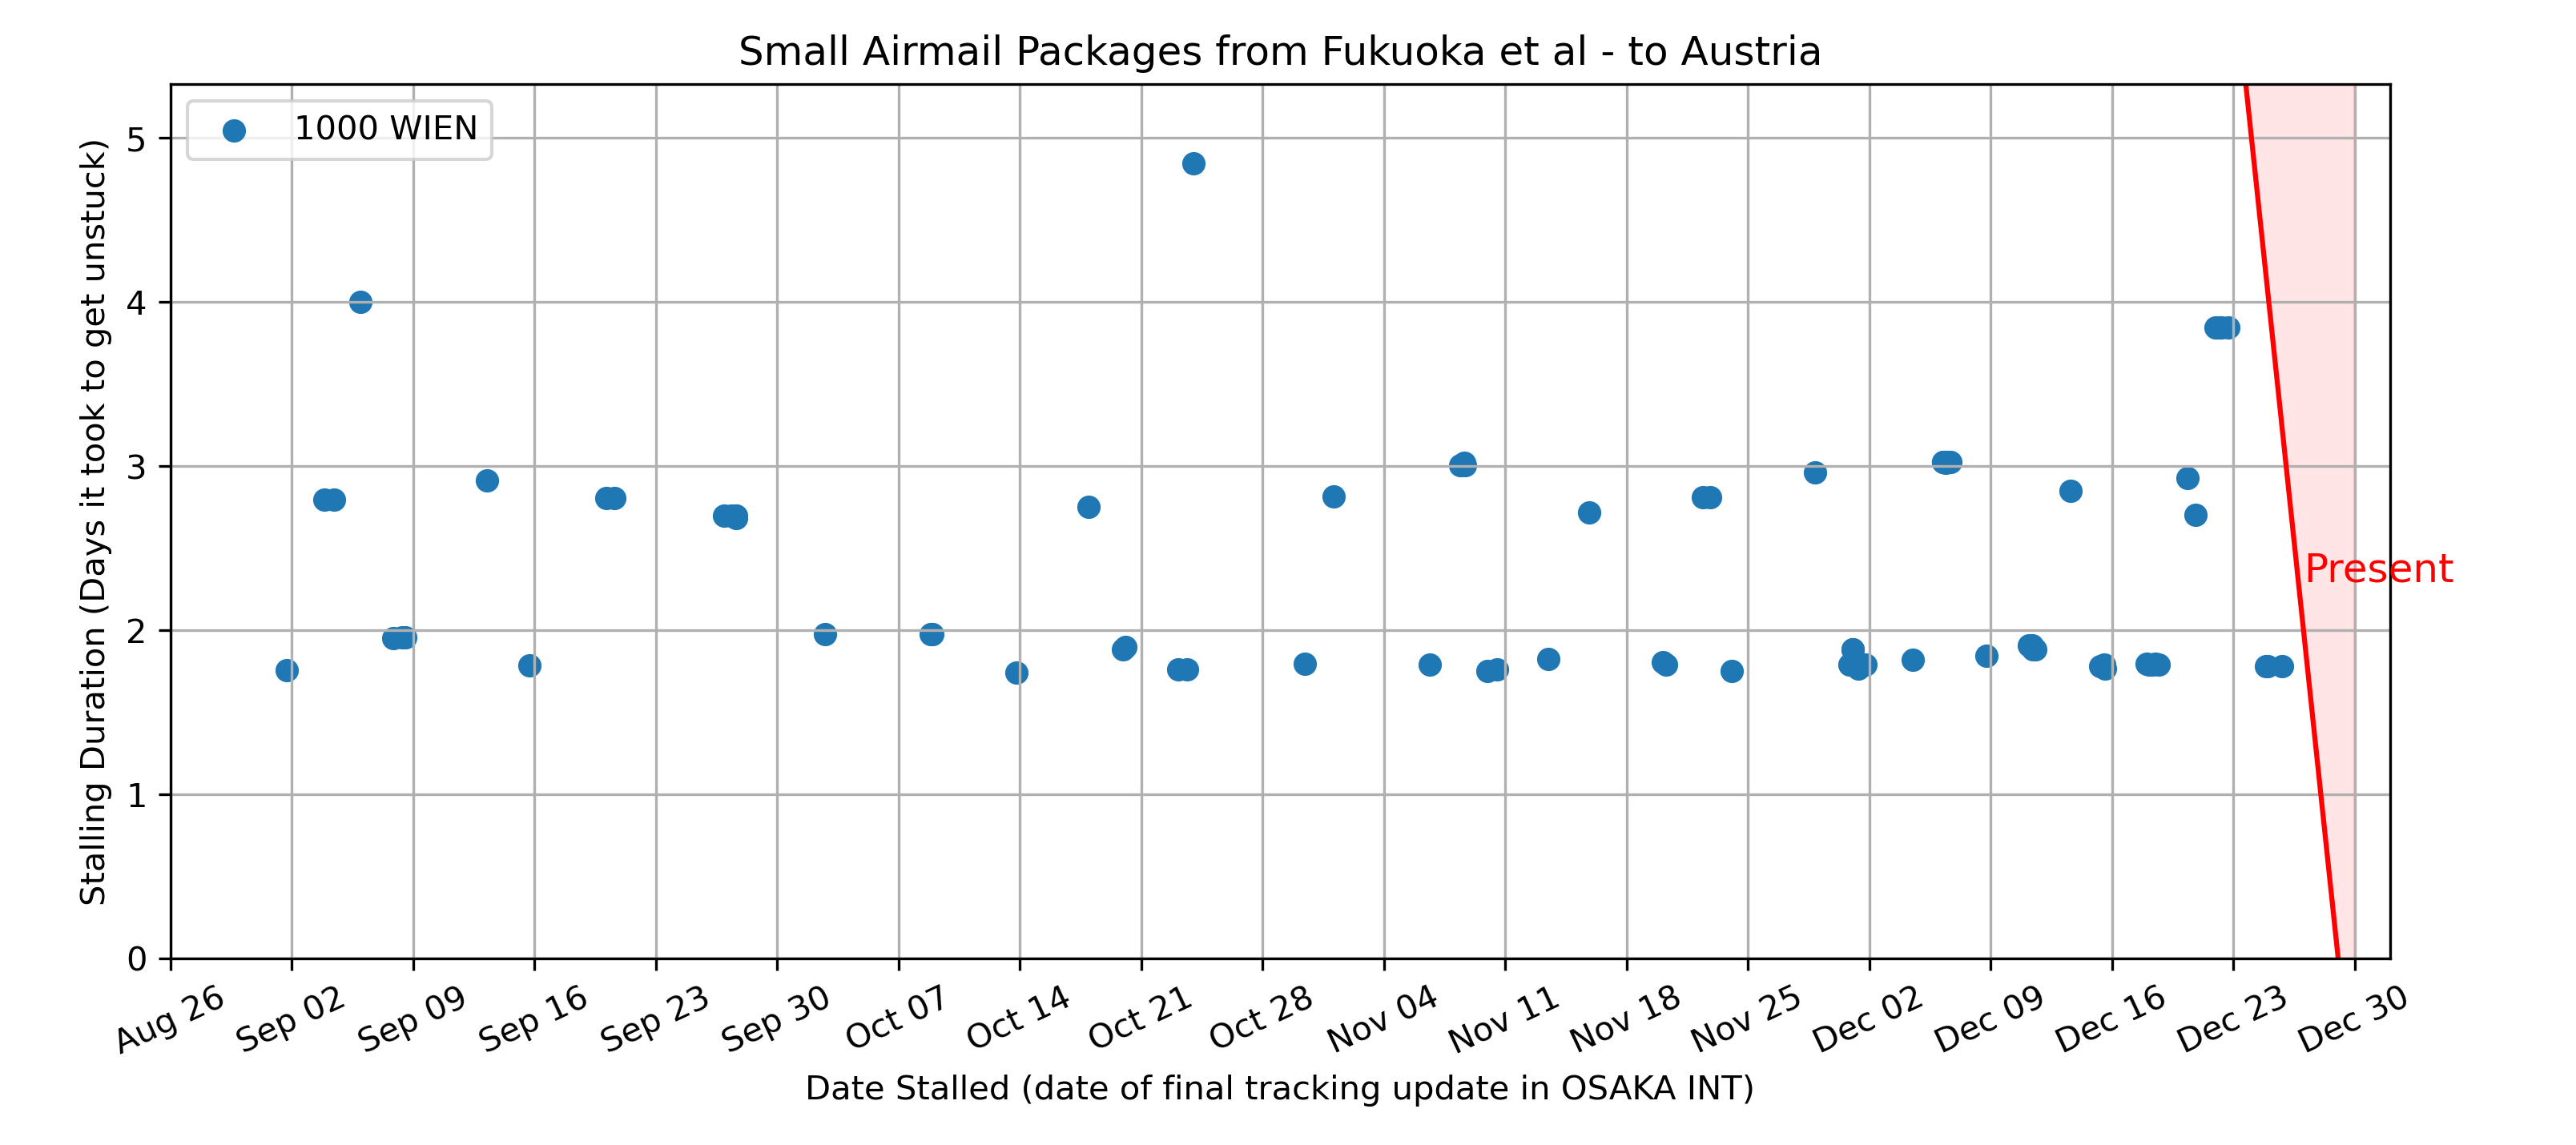 Small Airmail Packages from Fukuoka et al - to Austria
1000 WIEN
Stalling Duration (Days it took to get unstuck)
5
4
3
2
1
0
Present
Aug 26
Sep 02
Sep 09
Sep 16
Sep 23
Sep 30
Oct 07
Oct 14
Oct 21
Oct 28
Nov 04
Nov 11
Nov 18
Nov 25
Dec 02
Dec 09
Dec 16
Dec 23
Dec 30
Date Stalled (date of final tracking update in OSAKA INT)